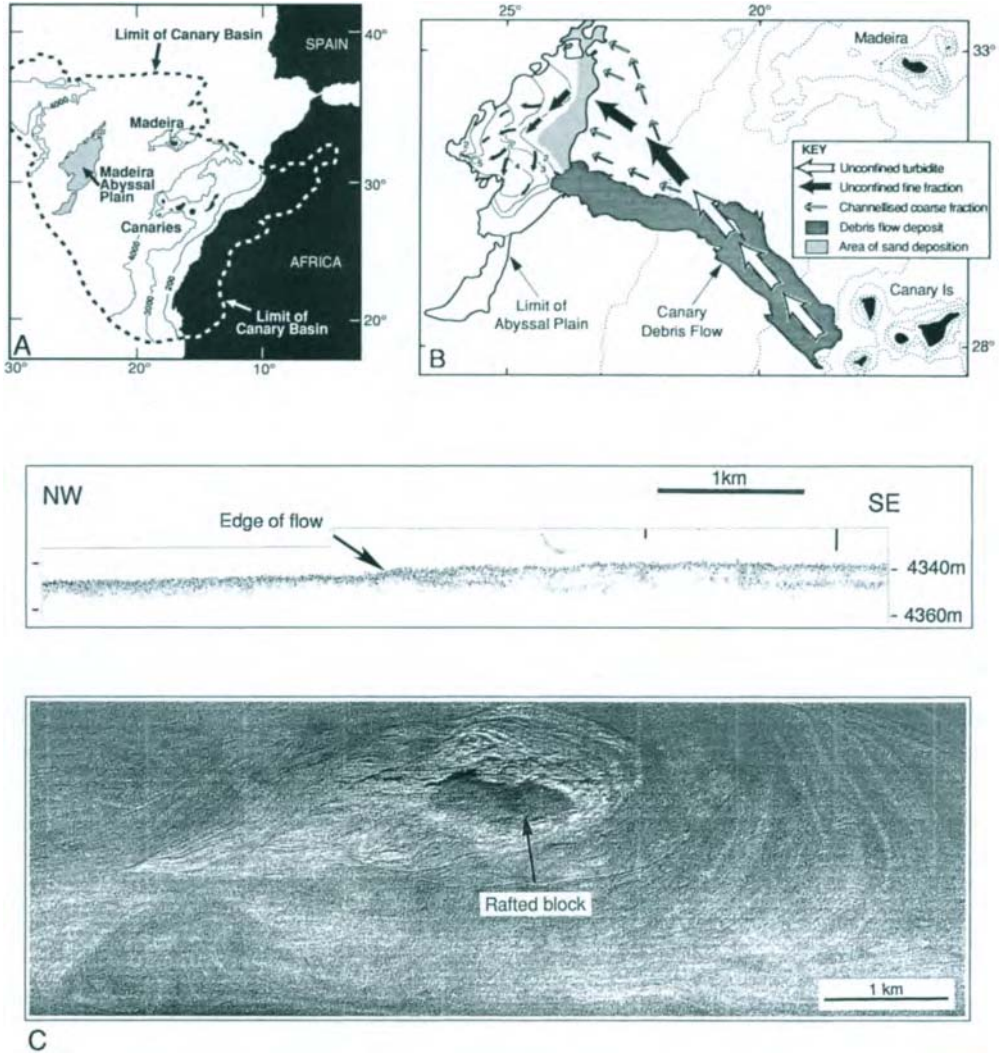 40°
SPAIN
Limit of Canary Basin
4000
Madeira
Madeira
Abyssal
Plain
30°
Canaries
4000
3000
200
AFRICA
Limit of
Canary Basin
20°
A
30°
20°
10°
25°
20°
Madeira
33°
KEY
Unconfined turbidite
Unconfined fine fraction
Channellised coarse fraction
Debris flow deposit
Area of sand deposition
Canary Is
Limit of
Abyssal Plain
Canary
Debris Flow
28°
B
NW
1km
SE
Edge of flow
4340m
4360m
Rafted block
1 km
C